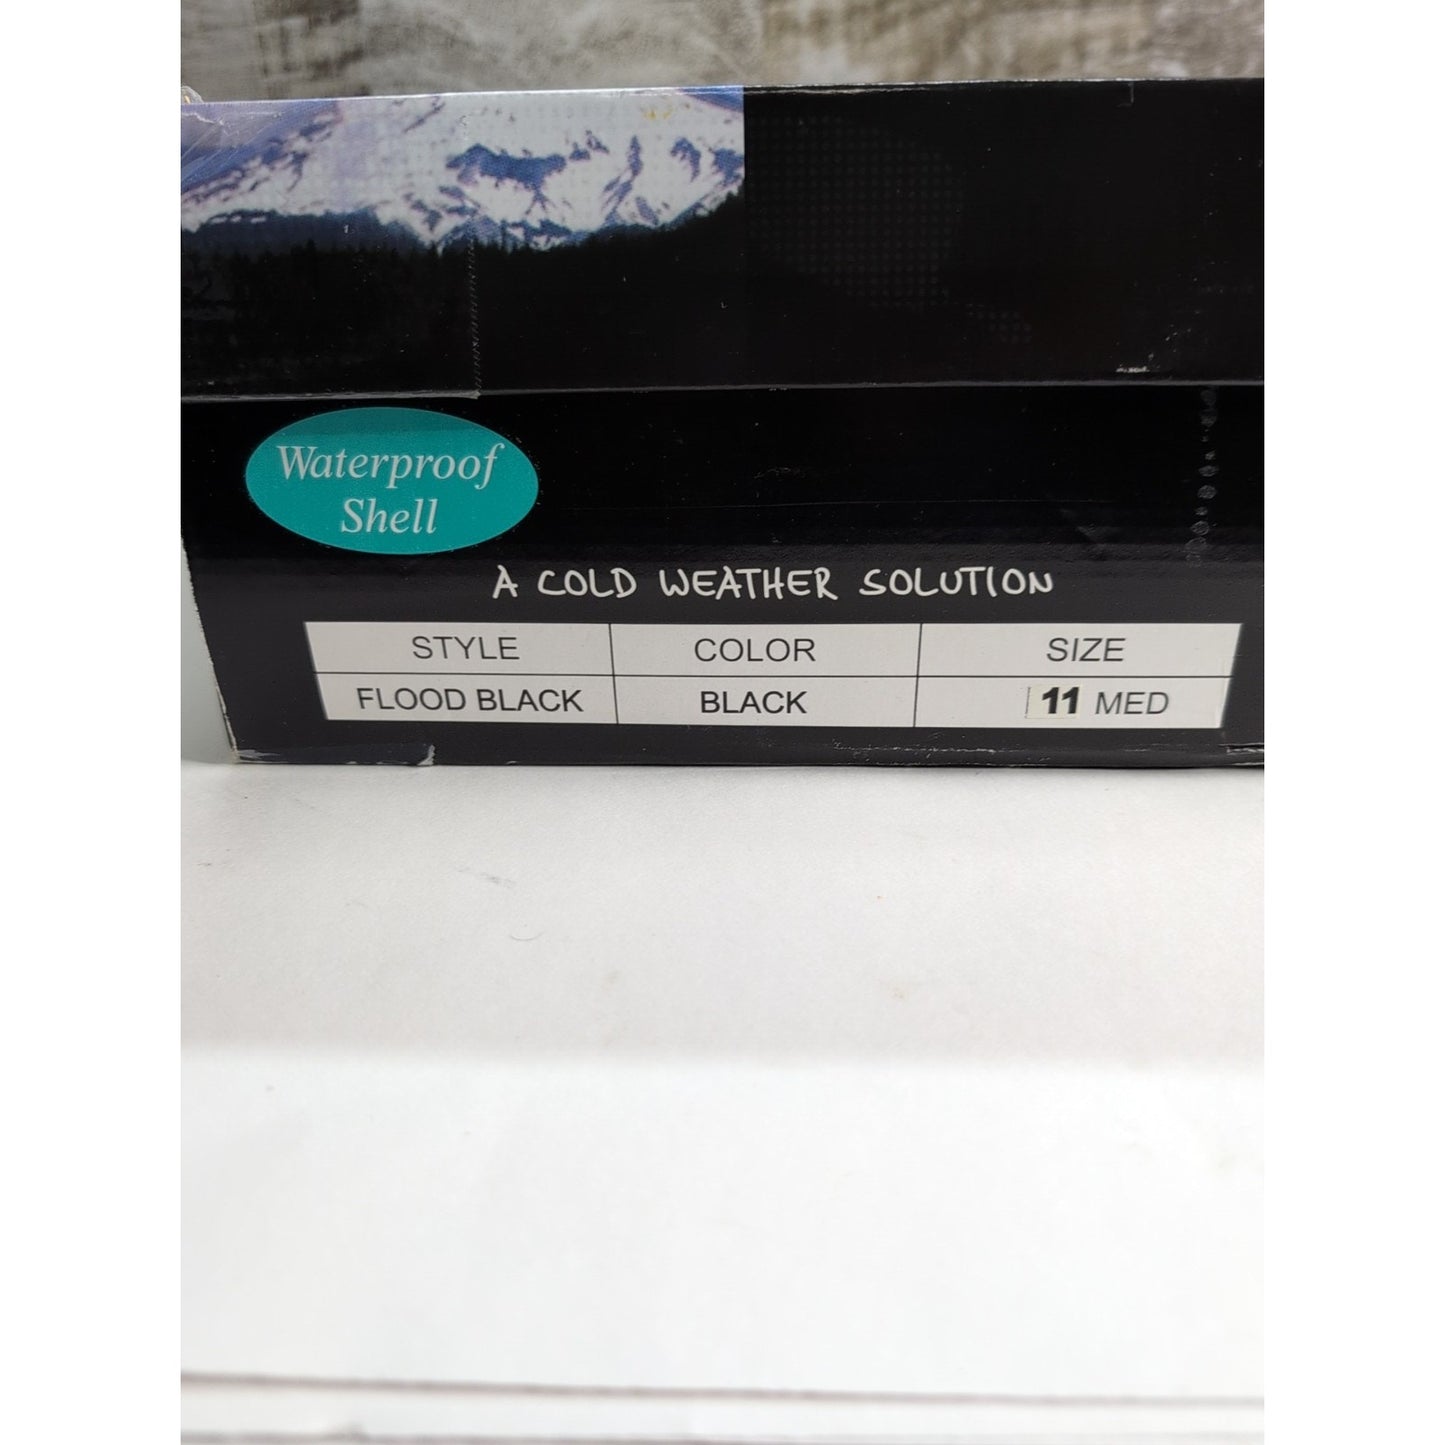 Waterproof
Shell
A COLD WEATHER SOLUTION
STYLE COLOR SIZE
FLOOD BLACK BLACK 11 MED